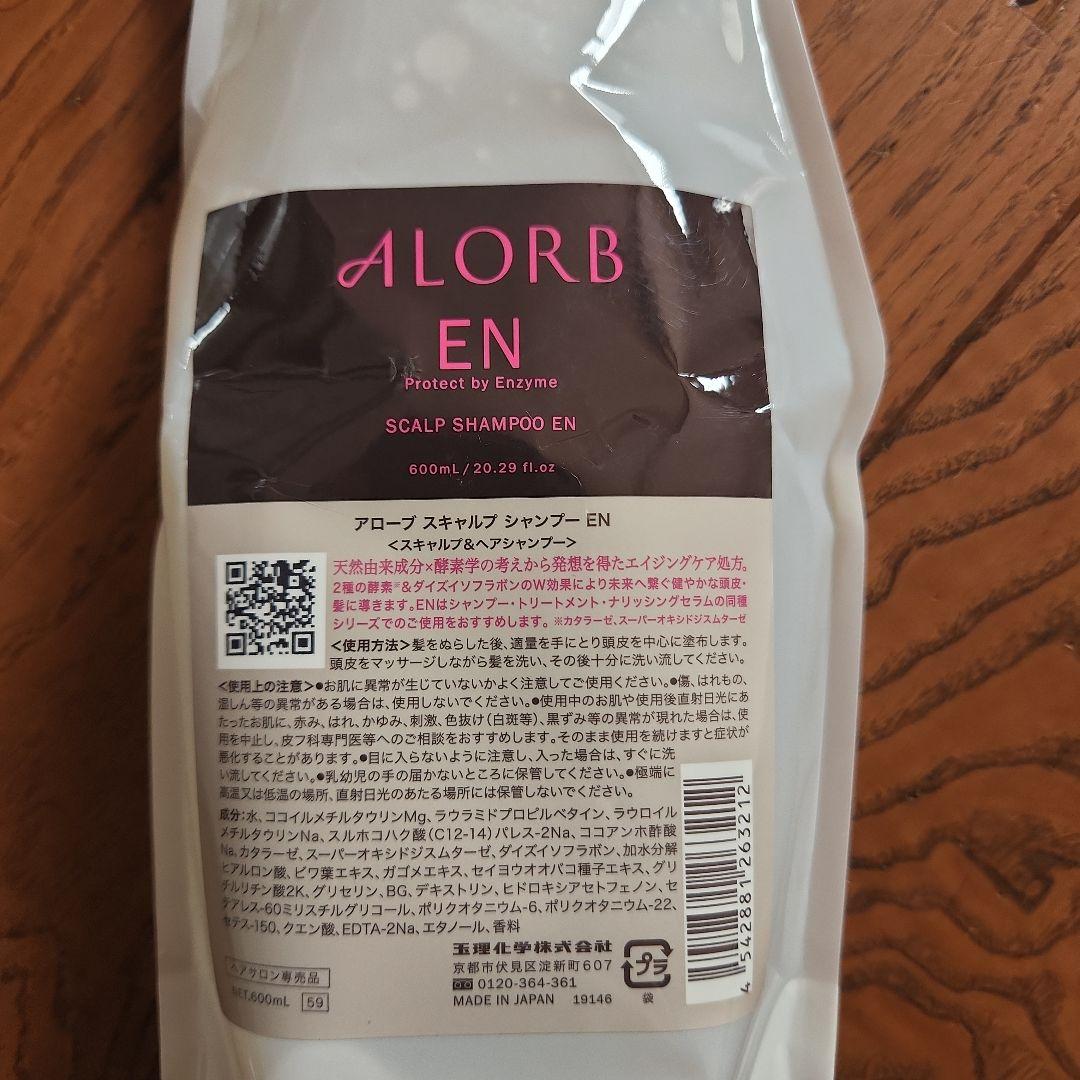 ALORB
EN
Protect by Enzyme
SCALP SHAMPOO EN
600mL/20.29 fl.oz
アローブ スキャルプ シャンプー EN
<スキャルプ&ヘアシャンプー>
天然由来成分×酵素学の考えから発想を得たエイジングケア処方。
2種の酵素※&ダイズイソフラボンのW効果により未来へ繋ぐ健やかな頭皮・
髪に導きます。ENはシャンプー・トリートメント・ナリッシングセラムの同種
シリーズでのご使用をおすすめします。 ※カタラーゼ、スーパーオキシドジスムターゼ
<使用方法>髪をぬらした後、適量を手にとり頭皮を中心に塗布します。
頭皮をマッサージしながら髪を洗い、その後十分に洗い流してください。
<使用上の注意>●お肌に異常が生じていないかよく注意してご使用ください。●傷、はれもの、
湿しん等の異常がある場合は、使用しないでください。●使用中のお肌や使用後直射日光にあ
たったお肌に、赤み、はれ、かゆみ、刺激、色抜け(白斑等)、黒ずみ等の異常が現れた場合は、使
用を中止し、皮フ科専門医等へのご相談をおすすめします。そのまま使用を続けますと症状が
悪化することがあります。●目に入らないように注意し、入った場合は、すぐに洗
い流してください。●乳幼児の手の届かないところに保管してください。●極端に
高温又は低温の場所、直射日光のあたる場所には保管しないでください。
成分:水、ココイルメチルタウリンMg、ラウラミドプロピルベタイン、ラウロイル
メチルタウリンNa、スルホコハク酸(C12-14)パレス-2Na、ココアンホ酢酸
Na、カタラーゼ、スーパーオキシドジスムターゼ、ダイズイソフラボン、加水分解
ヒアルロン酸、ビワ葉エキス、ガゴメエキス、セイヨウオオバコ種子エキス、グリ
チルリチン酸2K、グリセリン、BG、デキストリン、ヒドロキシアセトフェノン、セ
テアレス-60ミリスチルグリコール、ポリクオタニウム-6、ポリクオタニウム-22、
ラテス-150、クエン酸、EDTA-2Na、エタノール、香料
玉理化学株式会社
京都市伏見区淀新町607
0120-364-361
MADE IN JAPAN 19146
プラ
袋
ヘアサロン専売品
NET.600mL 59
4 542881 263212